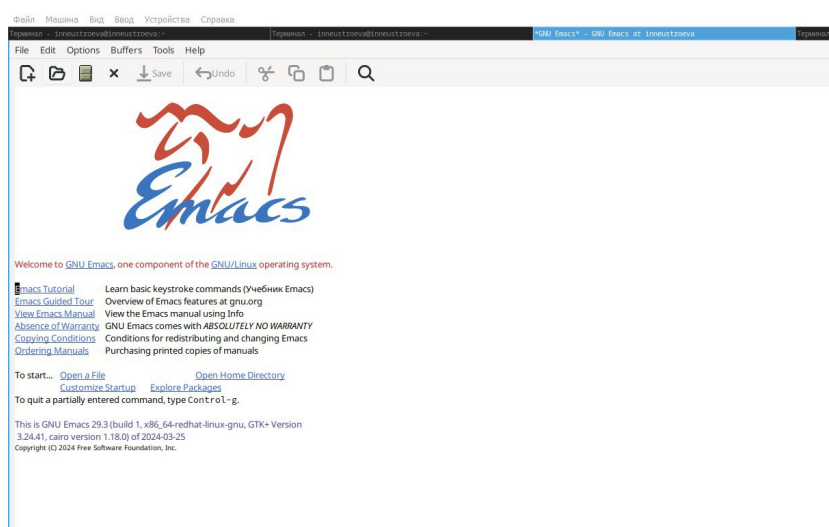 Файл Машина Вид Ввод Устройства Справка
Терминал - inneustroeva@inneustroeva:~ Терминал - inneustroeva@inneustroeva:~ *GNU Emacs* - GNU Emacs at inneustroeva Терминал
File Edit Options Buffers Tools Help
Save Undo
Emacs
Welcome to GNU Emacs, one component of the GNU/Linux operating system.
Emacs Tutorial Learn basic keystroke commands (Учебник Emacs)
Emacs Guided Tour Overview of Emacs features at gnu.org
View Emacs Manual View the Emacs manual using Info
Absence of Warranty GNU Emacs comes with ABSOLUTELY NO WARRANTY
Copying Conditions Conditions for redistributing and changing Emacs
Ordering Manuals Purchasing printed copies of manuals
To start... Open a File Open Home Directory
Customize Startup Explore Packages
To quit a partially entered command, type Control-g.
This is GNU Emacs 29.3 (build 1, x86_64-redhat-linux-gnu, GTK+ Version
3.24.41, cairo version 1.18.0) of 2024-03-25
Copyright (C) 2024 Free Software Foundation, Inc.